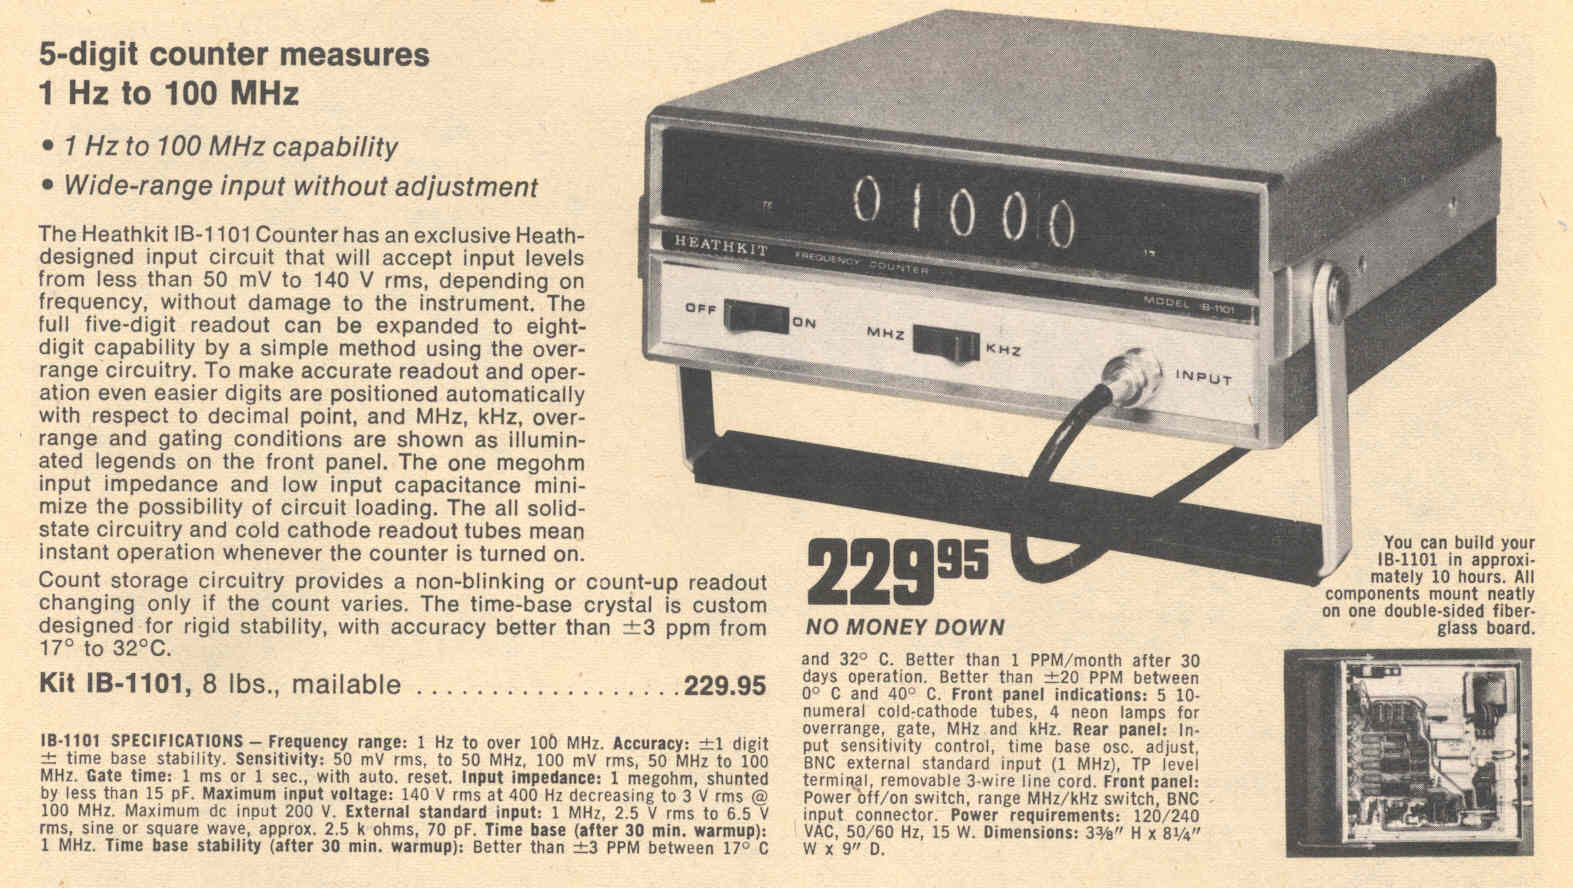 5-digit counter measures
1 Hz to 100 MHz
• 1 Hz to 100 MHz capability
• Wide-range input without adjustment
The Heathkit IB-1101 Counter has an exclusive Heath-
designed input circuit that will accept input levels
from less than 50 mV to 140 V rms, depending on
frequency, without damage to the instrument. The
full five-digit readout can be expanded to eight-
digit capability by a simple method using the over-
range circuitry. To make accurate readout and oper-
ation even easier digits are positioned automatically
with respect to decimal point, and MHz, kHz, over-
range and gating conditions are shown as illumin-
ated legends on the front panel. The one megohm
input impedance and low input capacitance mini-
mize the possibility of circuit loading. The all solid-
state circuitry and cold cathode readout tubes mean
instant operation whenever the counter is turned on.
Count storage circuitry provides a non-blinking or count-up readout
changing only if the count varies. The time-base crystal is custom
designed for rigid stability, with accuracy better than ±3 ppm from
17° to 32°C.
Kit IB-1101, 8 lbs., mailable ...................229.95
IB-1101 SPECIFICATIONS — Frequency range: 1 Hz to over 100 MHz. Accuracy: ±1 digit
± time base stability. Sensitivity: 50 mV rms, to 50 MHz, 100 mV rms, 50 MHz to 100
MHz. Gate time: 1 ms or 1 sec., with auto. reset. Input impedance: 1 megohm, shunted
by less than 15 pF. Maximum input voltage: 140 V rms at 400 Hz decreasing to 3 V rms @
100 MHz. Maximum dc input 200 V. External standard input: 1 MHz, 2.5 V rms to 6.5 V
rms, sine or square wave, approx. 2.5 k ohms, 70 pF. Time base (after 30 min. warmup):
1 MHz. Time base stability (after 30 min. warmup): Better than ±3 PPM between 17° C
01000
HEATHKIT
FREQUENCY COUNTER
MODEL IB-1101
OFF
ON
MHZ
KHZ
INPUT
229 95
NO MONEY DOWN
and 32° C. Better than 1 PPM/month after 30
days operation. Better than ±20 PPM between
0° C and 40° C. Front panel indications: 5 10-
numeral cold-cathode tubes, 4 neon lamps for
overrange, gate, MHz and kHz. Rear panel: In-
put sensitivity control, time base osc. adjust,
BNC external standard input (1 MHz), TP level
terminal, removable 3-wire line cord. Front panel:
Power off/on switch, range MHz/kHz switch, BNC
input connector. Power requirements: 120/240
VAC, 50/60 Hz, 15 W. Dimensions: 3⅜" H x 8¼"
W x 9" D.
You can build your
IB-1101 in approxi-
mately 10 hours. All
components mount neatly
on one double-sided fiber-
glass board.